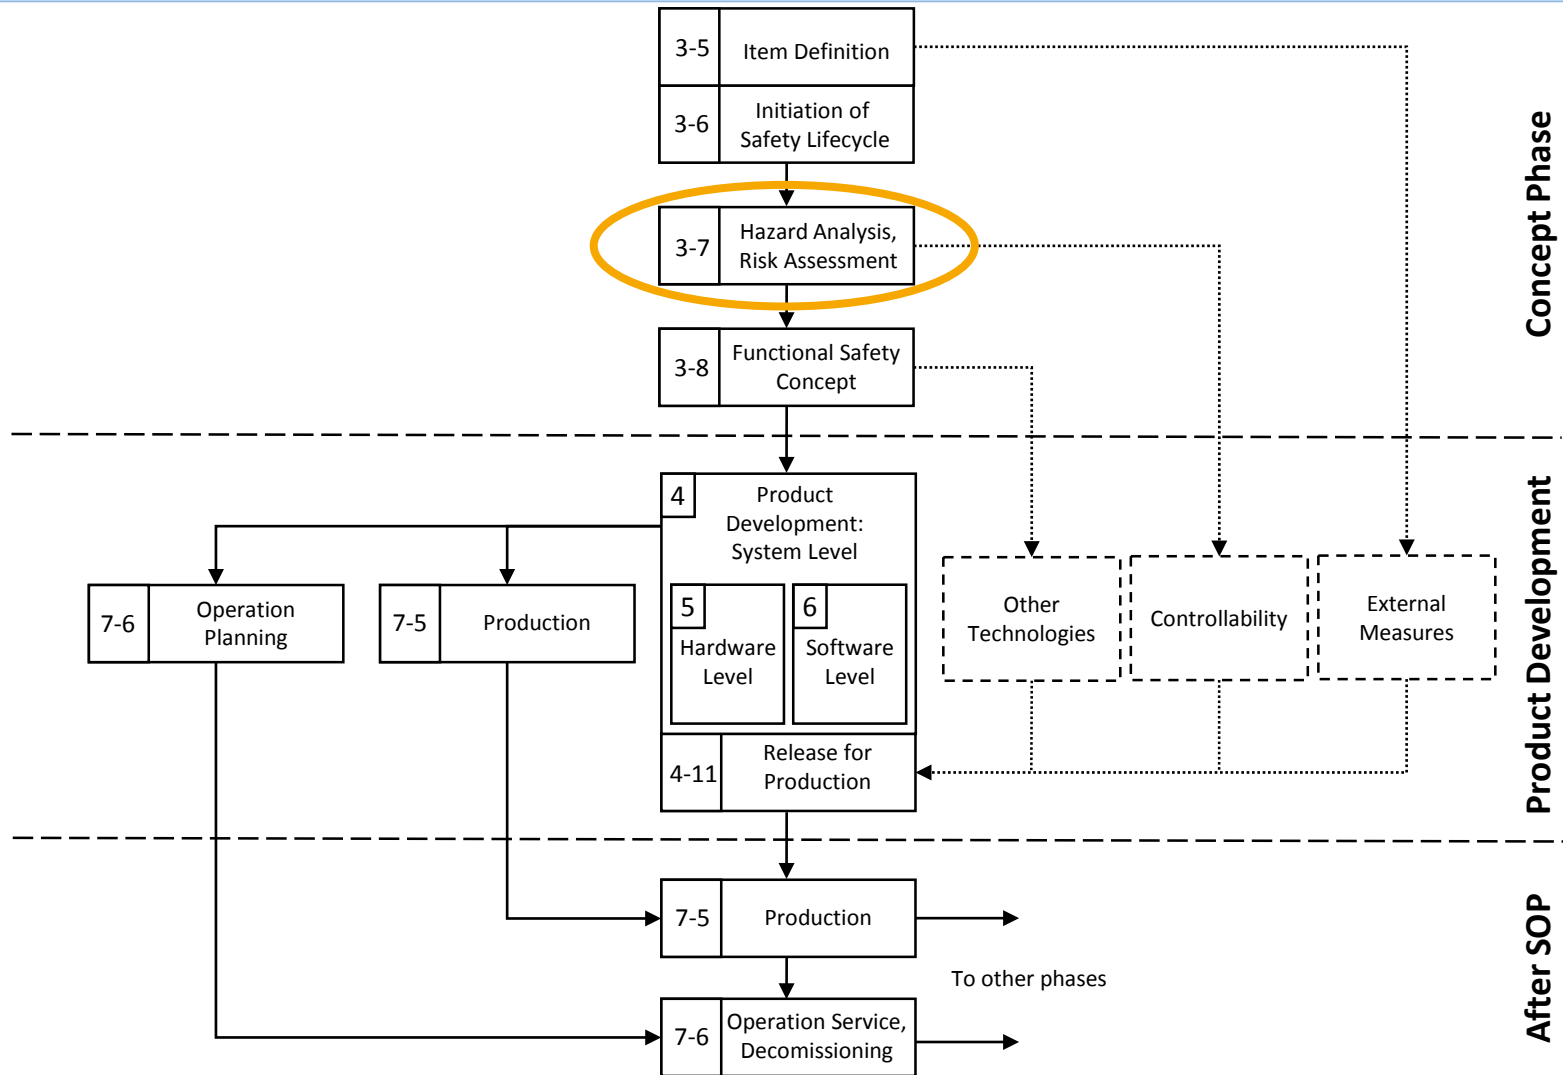 3-5
Item Definition
3-6
Initiation of
Safety Lifecycle
3-7
Hazard Analysis,
Risk Assessment
3-8
Functional Safety
Concept
Concept Phase
4
Product
Development:
System Level
5
Hardware
Level
6
Software
Level
7-6
Operation
Planning
7-5
Production
Other
Technologies
Controllability
External
Measures
4-11
Release for
Production
Product Development
7-5
Production
To other phases
7-6
Operation Service,
Decomissioning
After SOP